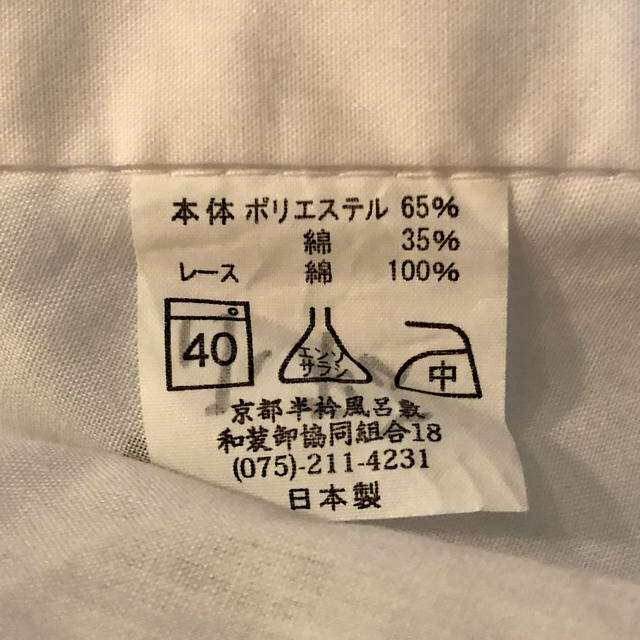 本体 ポリエステル 65%
綿 35%
レース 綿 100%
40
エンソ
サラシ
中
京都半衿風呂敷
和装卸協同組合18
(075)-211-4231
日本製